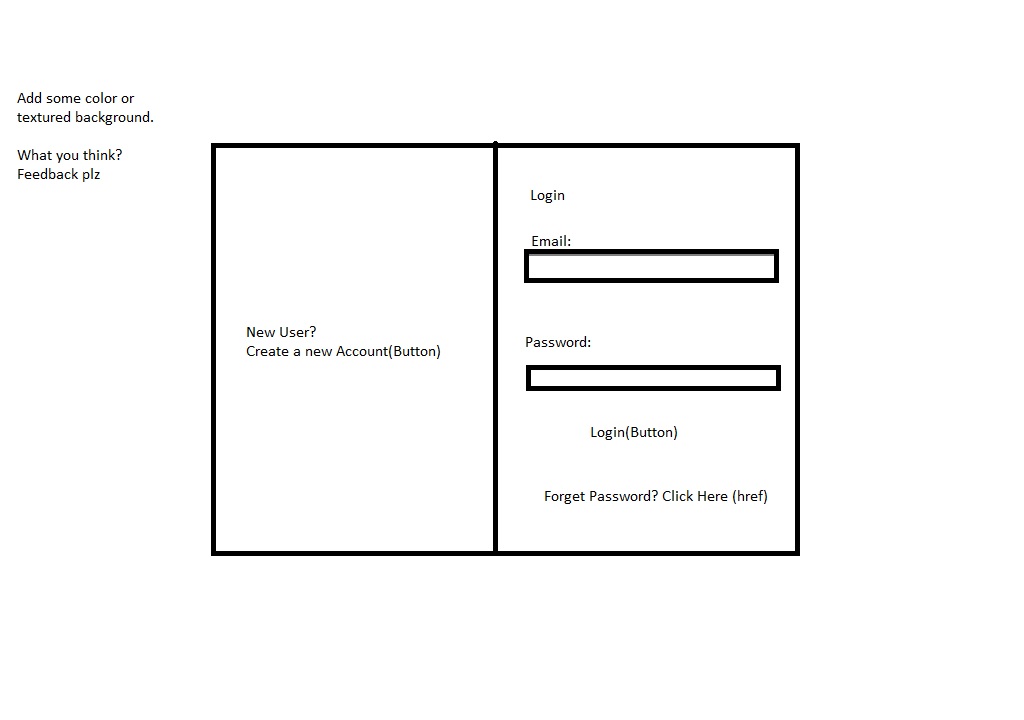 Add some color or
textured background.
What you think?
Feedback plz
New User?
Create a new Account(Button)
Login
Email:
Password:
Login(Button)
Forget Password? Click Here (href)